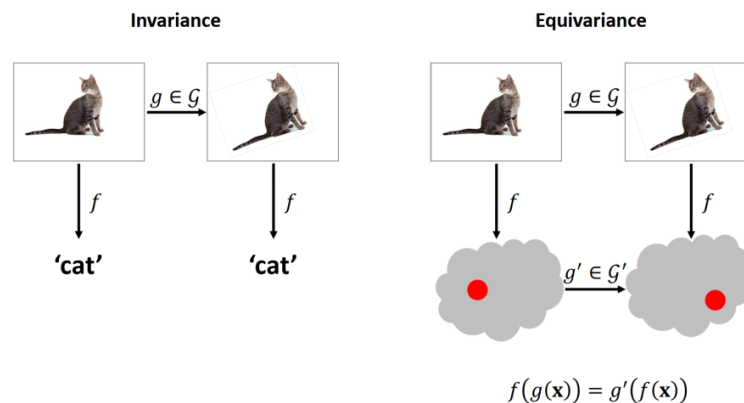 Invariance
g ∈ 𝒢
f
f
'cat'
'cat'
Equivariance
g ∈ 𝒢
f
f
g′ ∈ 𝒢′
f(g(𝐱)) = g′(f(𝐱))